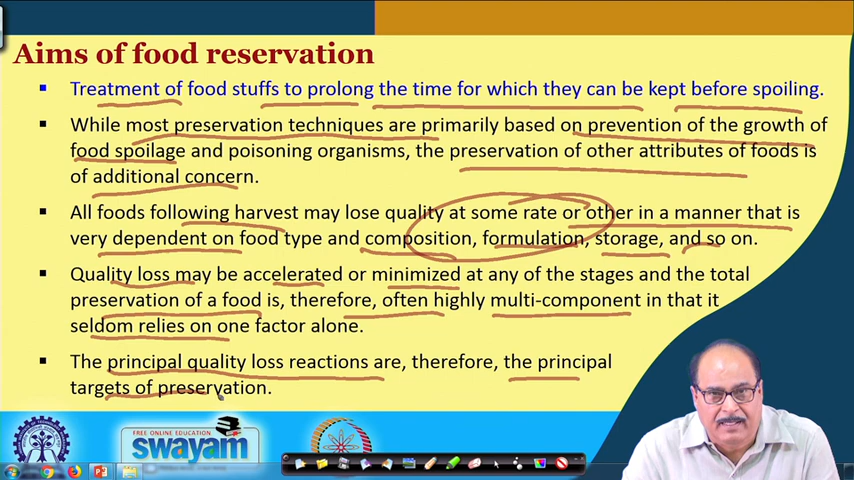 Aims of food reservation
Treatment of food stuffs to prolong the time for which they can be kept before spoiling.
While most preservation techniques are primarily based on prevention of the growth of
food spoilage and poisoning organisms, the preservation of other attributes of foods is
of additional concern.
All foods following harvest may lose quality at some rate or other in a manner that is
very dependent on food type and composition, formulation, storage, and so on.
Quality loss may be accelerated or minimized at any of the stages and the total
preservation of a food is, therefore, often highly multi-component in that it
seldom relies on one factor alone.
The principal quality loss reactions are, therefore, the principal
targets of preservation.
FREE ONLINE EDUCATION
swayam